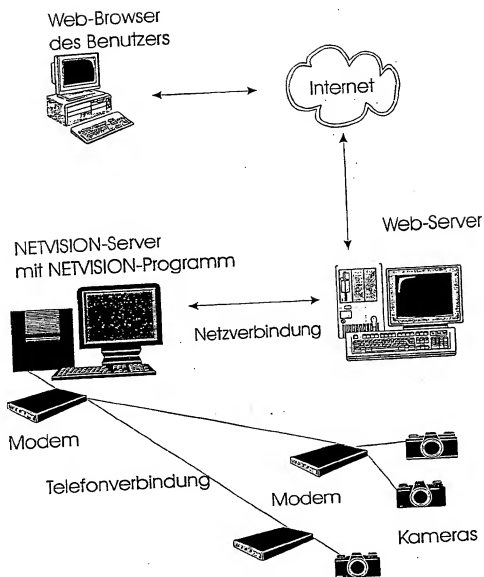 Web-Browser
des Benutzers
Internet
Web-Server
NETVISION-Server
mit NETVISION-Programm
Netzverbindung
Modem
Telefonverbindung
Modem
Kameras